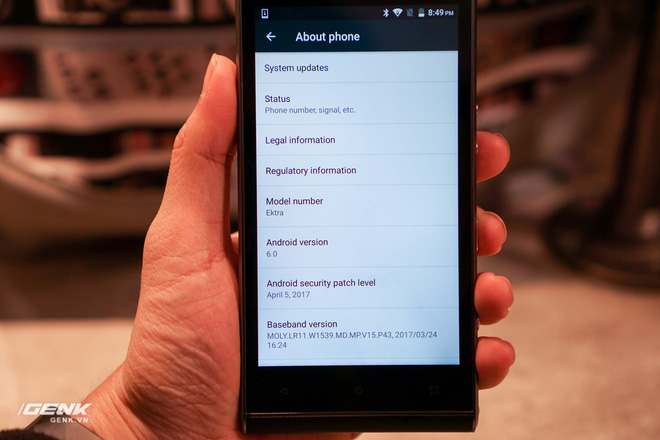 8:49 PM
About phone
System updates
Status
Phone number, signal, etc.
Legal information
Regulatory information
Model number
Ektra
Android version
6.0
Android security patch level
April 5, 2017
Baseband version
MOLY.LR11.W1539.MD.MP.V15.P43, 2017/03/24
16:24
GENK
GENK.VN